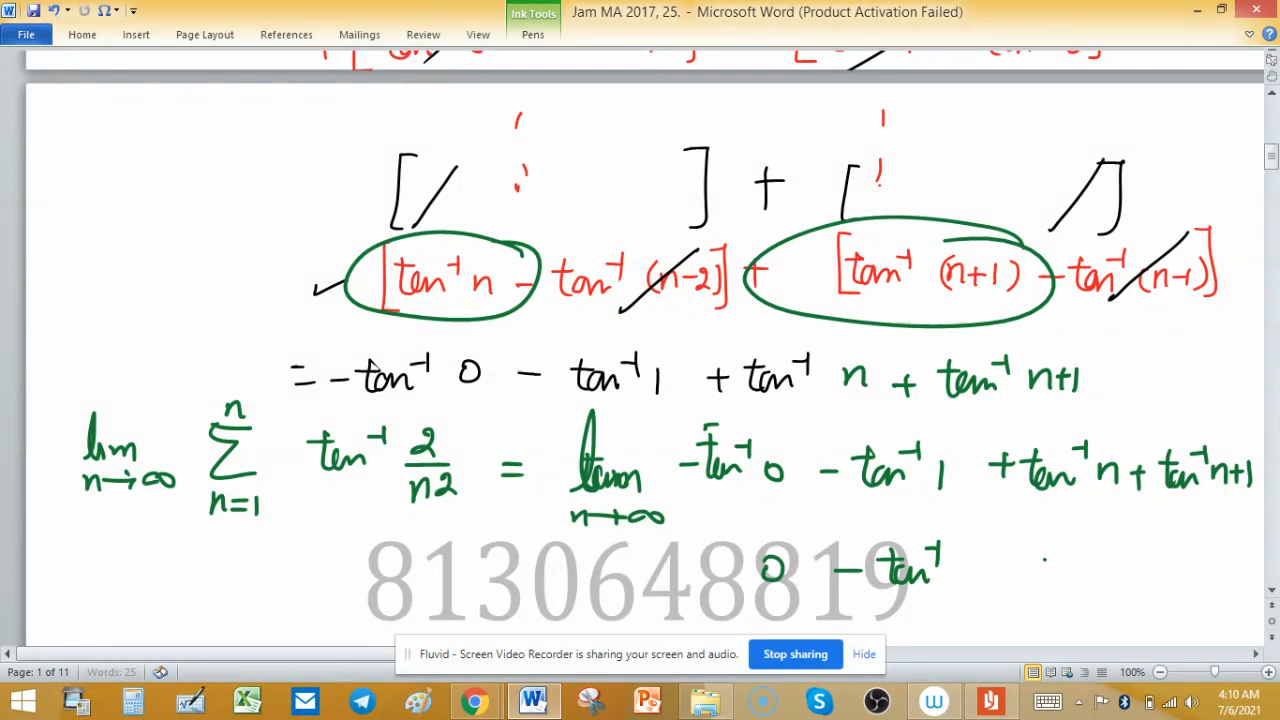 Ink Tools
Jam MA 2017, 25. - Microsoft Word (Product Activation Failed)
File Home Insert Page Layout References Mailings Review View Pens
[ ] + [ ]
[tan⁻¹ n - tan⁻¹ (n-2)] + [tan⁻¹ (n+1) - tan⁻¹ (n-1)]
= - tan⁻¹ 0 - tan⁻¹ 1 + tan⁻¹ n + tan⁻¹ n+1
lim n→∞ Σ n=1 n tan⁻¹ 2/n2 = lim n→∞ - tan⁻¹ 0 - tan⁻¹ 1 + tan⁻¹ n + tan⁻¹ n+1
0 - tan⁻¹
8130648819
Fluvid - Screen Video Recorder is sharing your screen and audio. Stop sharing Hide
Page: 1 of 11 Words: 25 100%
4:10 AM
7/6/2021